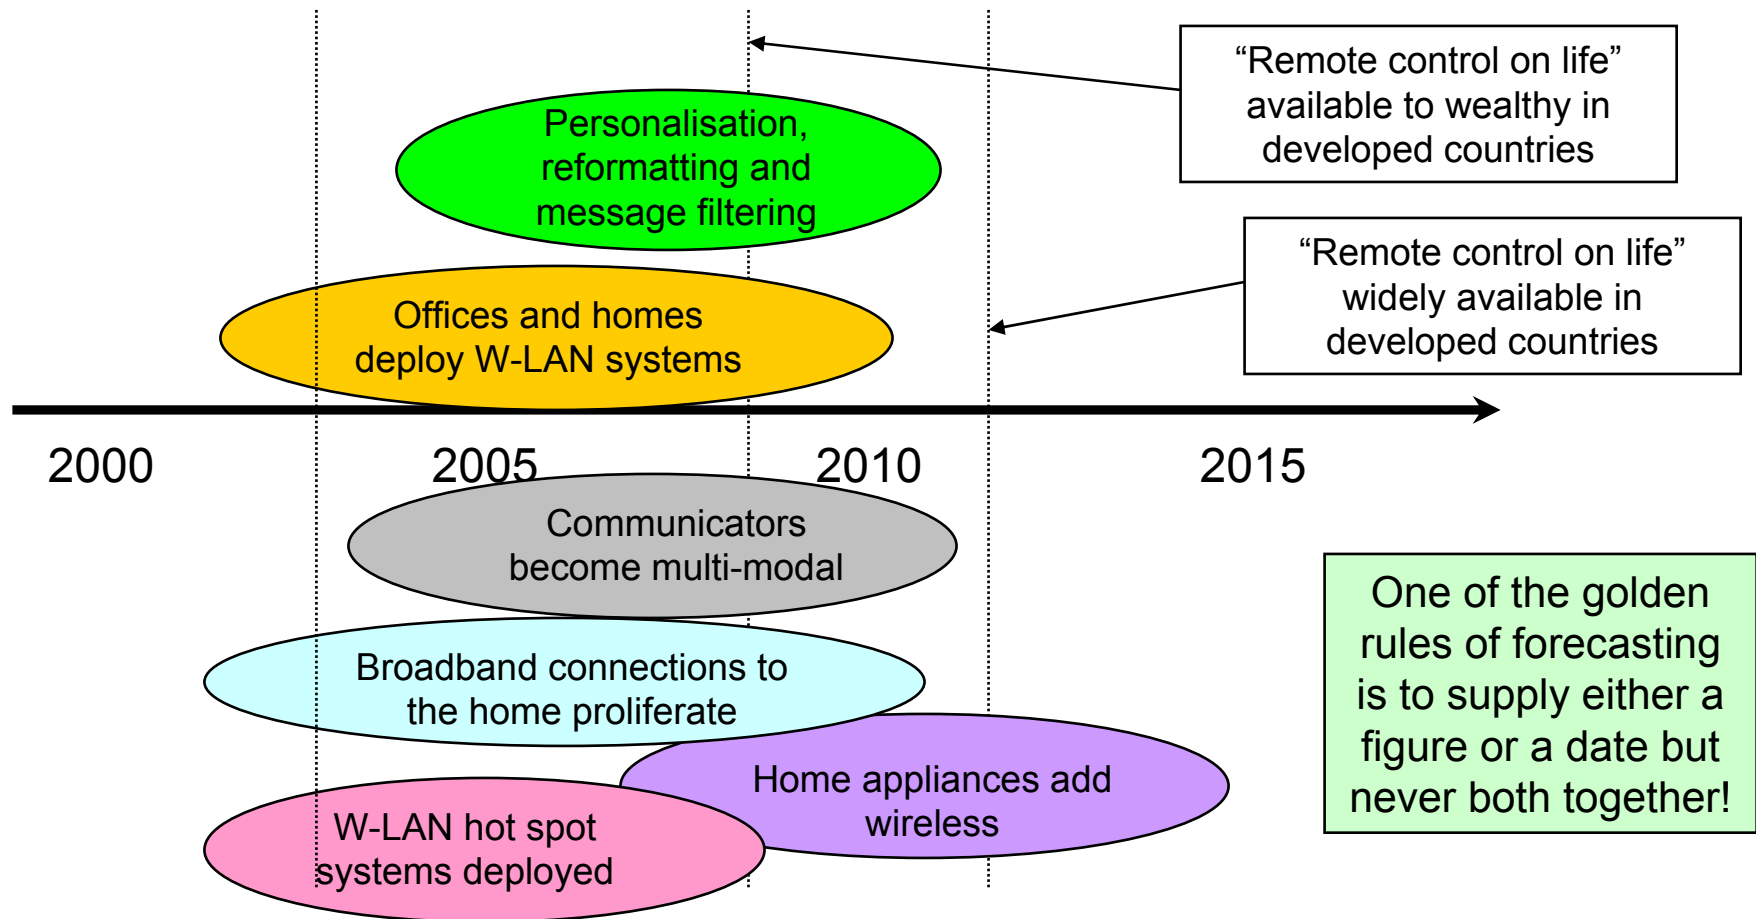 “Remote control on life”
available to wealthy in
developed countries
Personalisation,
reformatting and
message filtering
“Remote control on life”
widely available in
developed countries
Offices and homes
deploy W-LAN systems
2000 2005 2010 2015
Communicators
become multi-modal
One of the golden
rules of forecasting
is to supply either a
figure or a date but
never both together!
Broadband connections to
the home proliferate
Home appliances add
wireless
W-LAN hot spot
systems deployed